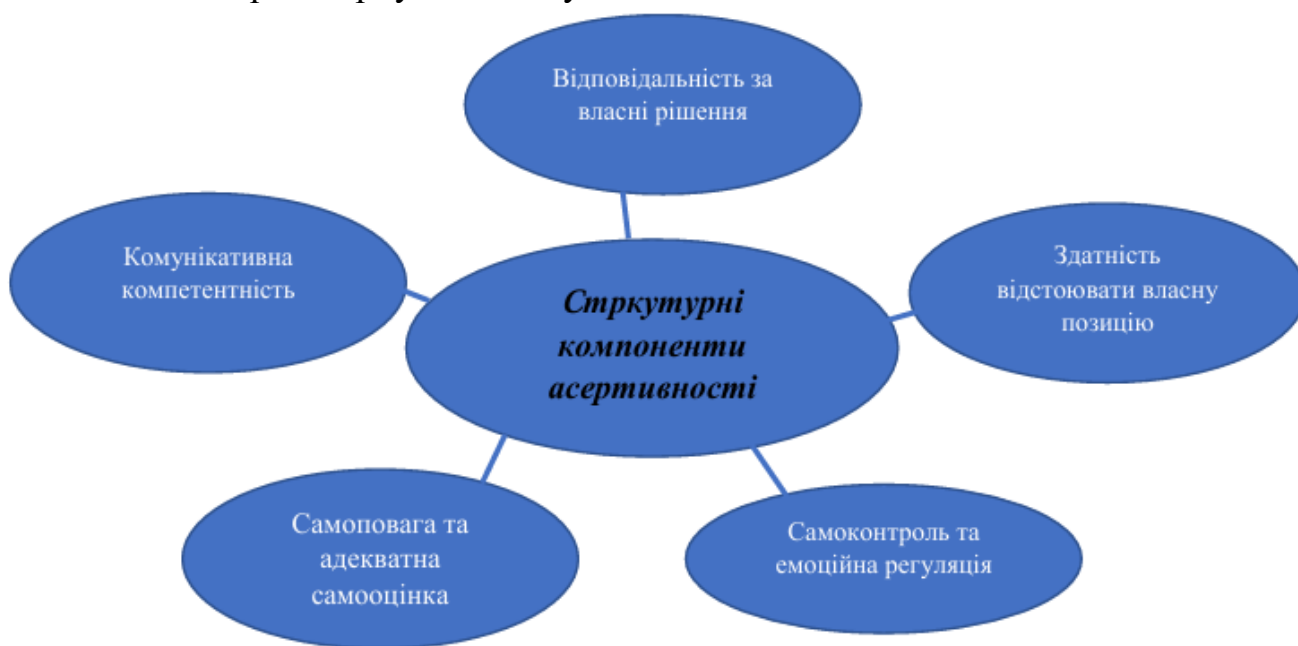 Відповідальність за
власні рішення
Комунікативна
компетентність
Здатність
відстоювати власну
позицію
Стркутурні
компоненти
асертивності
Самоповага та
адекватна
самооцінка
Самоконтроль та
емоційна регуляція